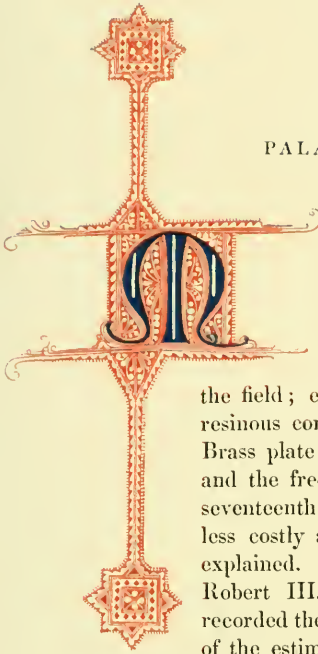 PALA
M
the field ; e
resinous con
Brass plate
and the fre
seventeenth
less costly a
explained.
Robert III.
recorded the
of the estim